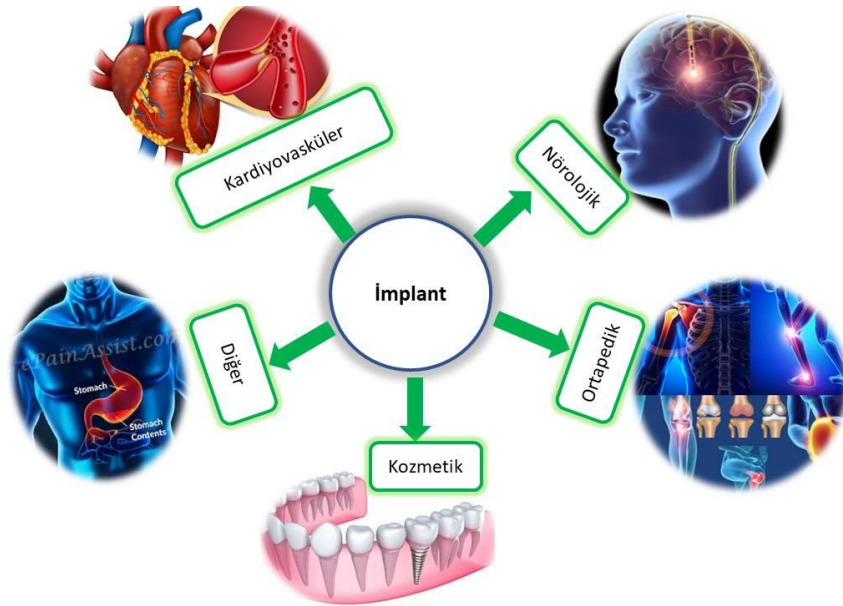 Kardiyovasküler
Nörolojik
İmplant
Diğer
Ortapedik
Kozmetik
ePainAssist.com
Stomach
Stomach
Contents